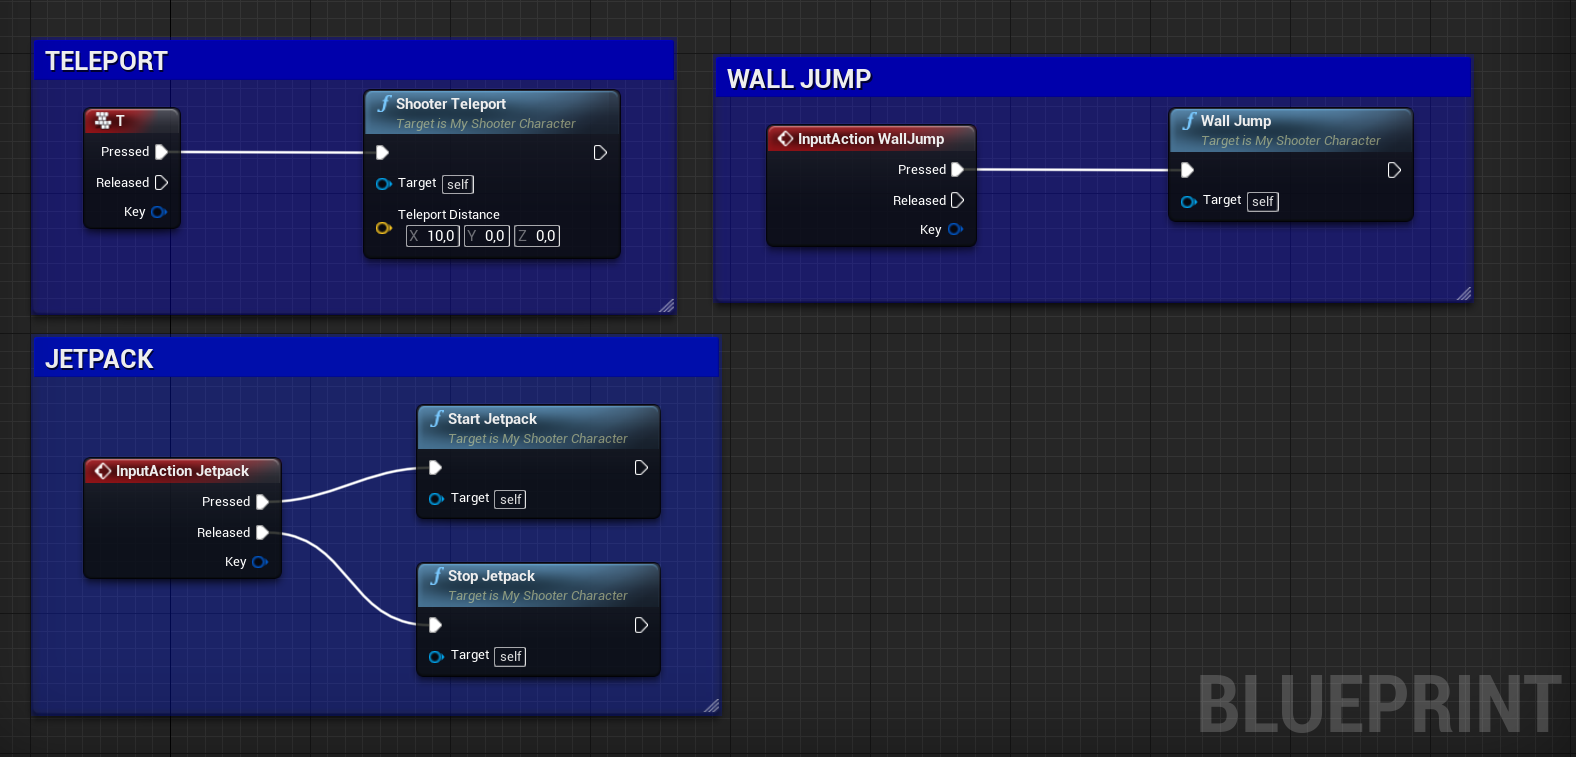 TELEPORT
T
Pressed
Released
Key
f Shooter Teleport
Target is My Shooter Character
Target self
Teleport Distance
X 10,0 Y 0,0 Z 0,0
WALL JUMP
InputAction WallJump
Pressed
Released
Key
f Wall Jump
Target is My Shooter Character
Target self
JETPACK
InputAction Jetpack
Pressed
Released
Key
f Start Jetpack
Target is My Shooter Character
Target self
f Stop Jetpack
Target is My Shooter Character
Target self
BLUEPRINT